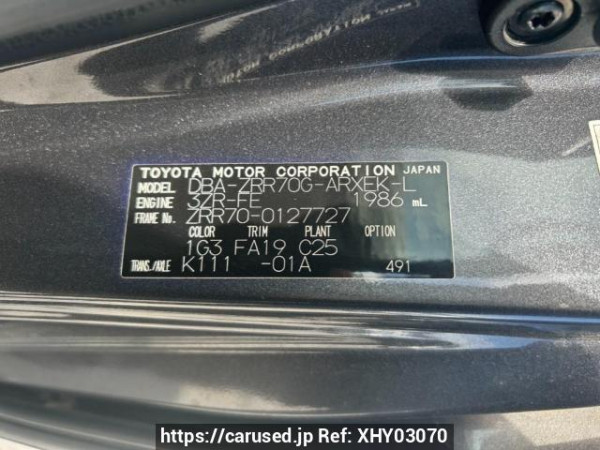 TOYOTA MOTOR CORPORATION JAPAN
MODEL DBA-ZRR70G-ARXEK-L
ENGINE 3ZR-FE 1986 mL
FRAME No. ZRR70-0127727
COLOR TRIM PLANT OPTION
1G3 FA19 C25
TRANS./AXLE K111 -01A 491
https://carused.jp Ref: XHY03070